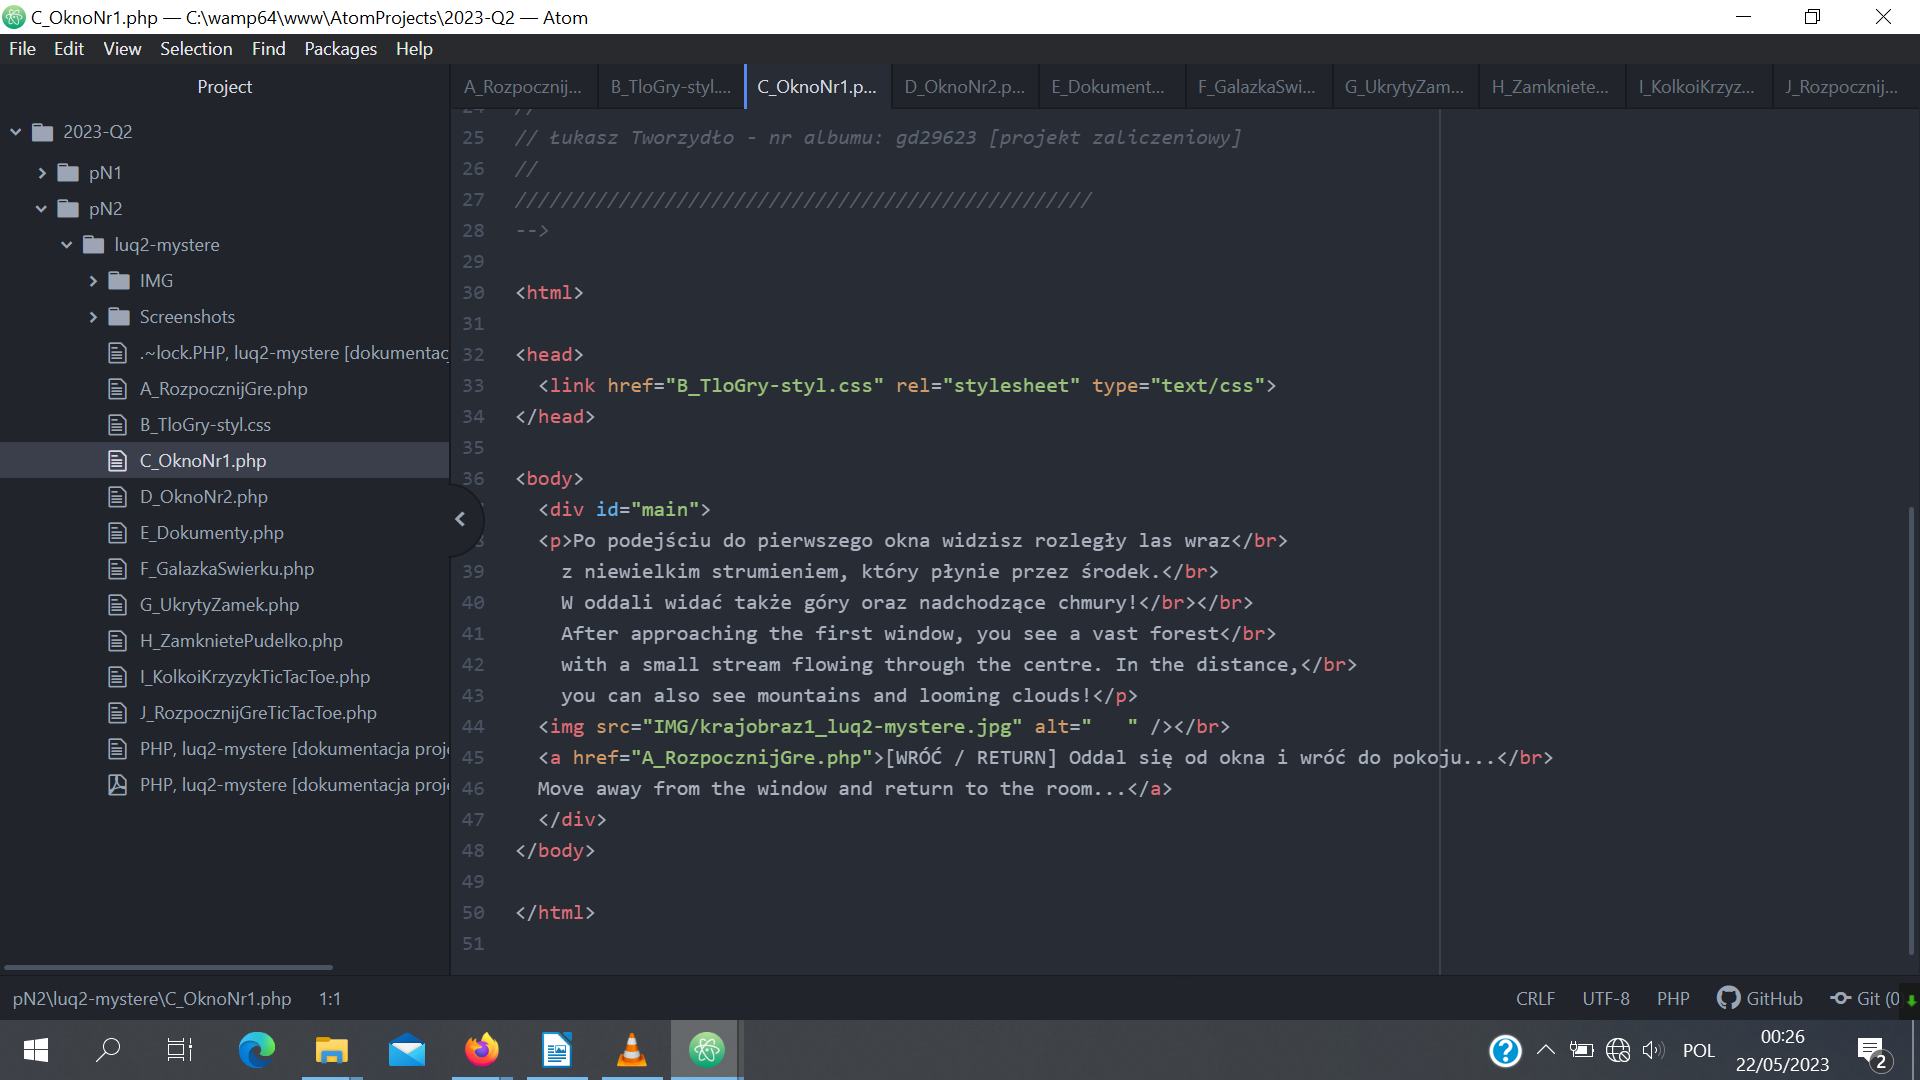 C_OknoNr1.php — C:\wamp64\www\AtomProjects\2023-Q2 — Atom
File Edit View Selection Find Packages Help
Project
A_Rozpocznij... B_TloGry-styl.... C_OknoNr1.p... D_OknoNr2.p... E_Dokument... F_GalazkaSwi... G_UkrytyZam... H_Zamkniete... I_KolkoiKrzyz... J_Rozpocznij...
2023-Q2
pN1
pN2
luq2-mystere
IMG
Screenshots
.~lock.PHP, luq2-mystere [dokumentac
A_RozpocznijGre.php
B_TloGry-styl.css
C_OknoNr1.php
D_OknoNr2.php
E_Dokumenty.php
F_GalazkaSwierku.php
G_UkrytyZamek.php
H_ZamknietePudelko.php
I_KolkoiKrzyzykTicTacToe.php
J_RozpocznijGreTicTacToe.php
PHP, luq2-mystere [dokumentacja proje
PHP, luq2-mystere [dokumentacja proje
24 //
25 // Łukasz Tworzydło - nr albumu: gd29623 [projekt zaliczeniowy]
26 //
27 //////////////////////////////////////////////////
28 -->
29
30 <html>
31
32 <head>
33 <link href="B_TloGry-styl.css" rel="stylesheet" type="text/css">
34 </head>
35
36 <body>
<div id="main">
8 <p>Po podejściu do pierwszego okna widzisz rozległy las wraz</br>
39 z niewielkim strumieniem, który płynie przez środek.</br>
40 W oddali widać także góry oraz nadchodzące chmury!</br></br>
41 After approaching the first window, you see a vast forest</br>
42 with a small stream flowing through the centre. In the distance,</br>
43 you can also see mountains and looming clouds!</p>
44 <img src="IMG/krajobraz1_luq2-mystere.jpg" alt="   " /></br>
45 <a href="A_RozpocznijGre.php">[WRÓĆ / RETURN] Oddal się od okna i wróć do pokoju...</br>
46 Move away from the window and return to the room...</a>
47 </div>
48 </body>
49
50 </html>
51
pN2\luq2-mystere\C_OknoNr1.php 1:1 CRLF UTF-8 PHP GitHub Git (0
POL 00:26 22/05/2023 2